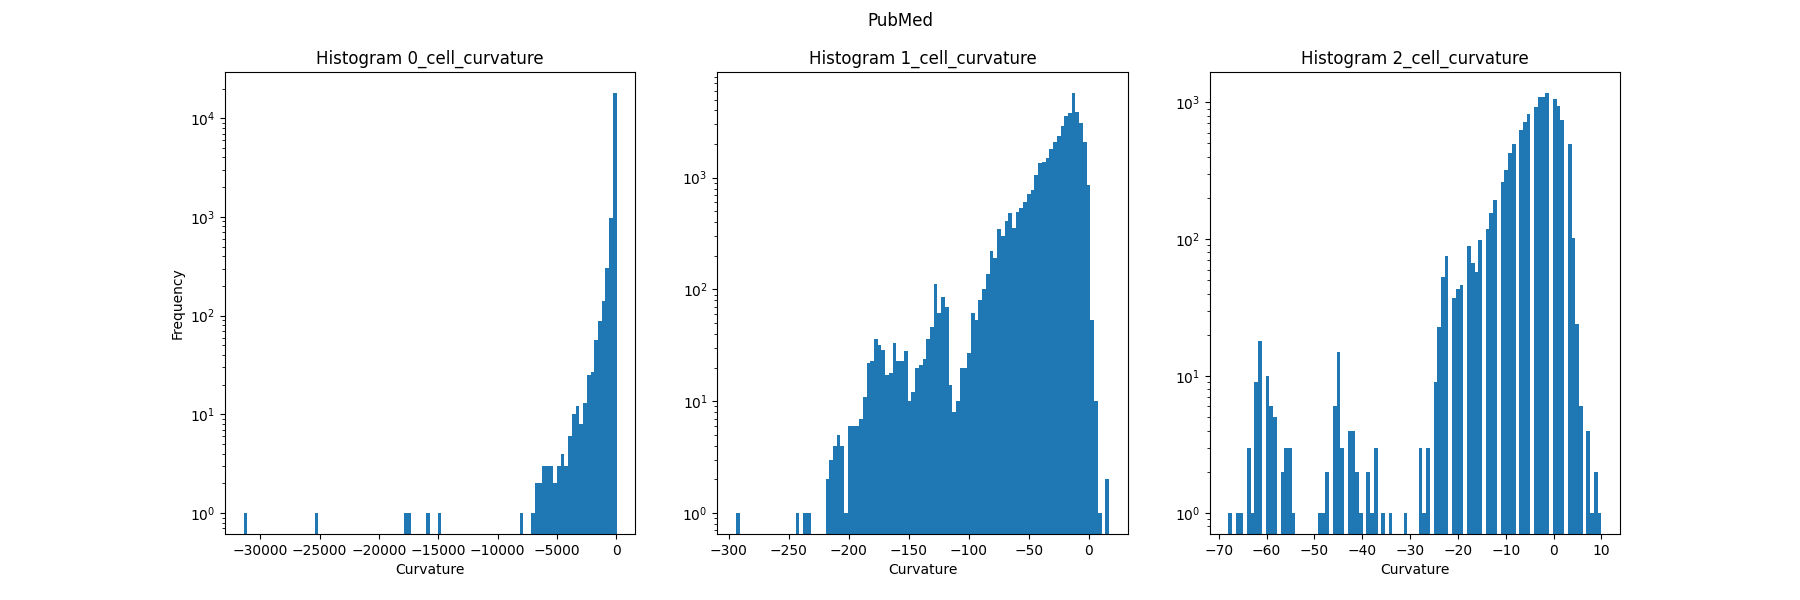 PubMed
Histogram 0_cell_curvature
Histogram 1_cell_curvature
Histogram 2_cell_curvature
Frequency
10⁴
10³
10²
10¹
10⁰
−30000 −25000 −20000 −15000 −10000 −5000 0
Curvature
10³
10²
10¹
10⁰
−300 −250 −200 −150 −100 −50 0
Curvature
10³
10²
10¹
10⁰
−70 −60 −50 −40 −30 −20 −10 0 10
Curvature